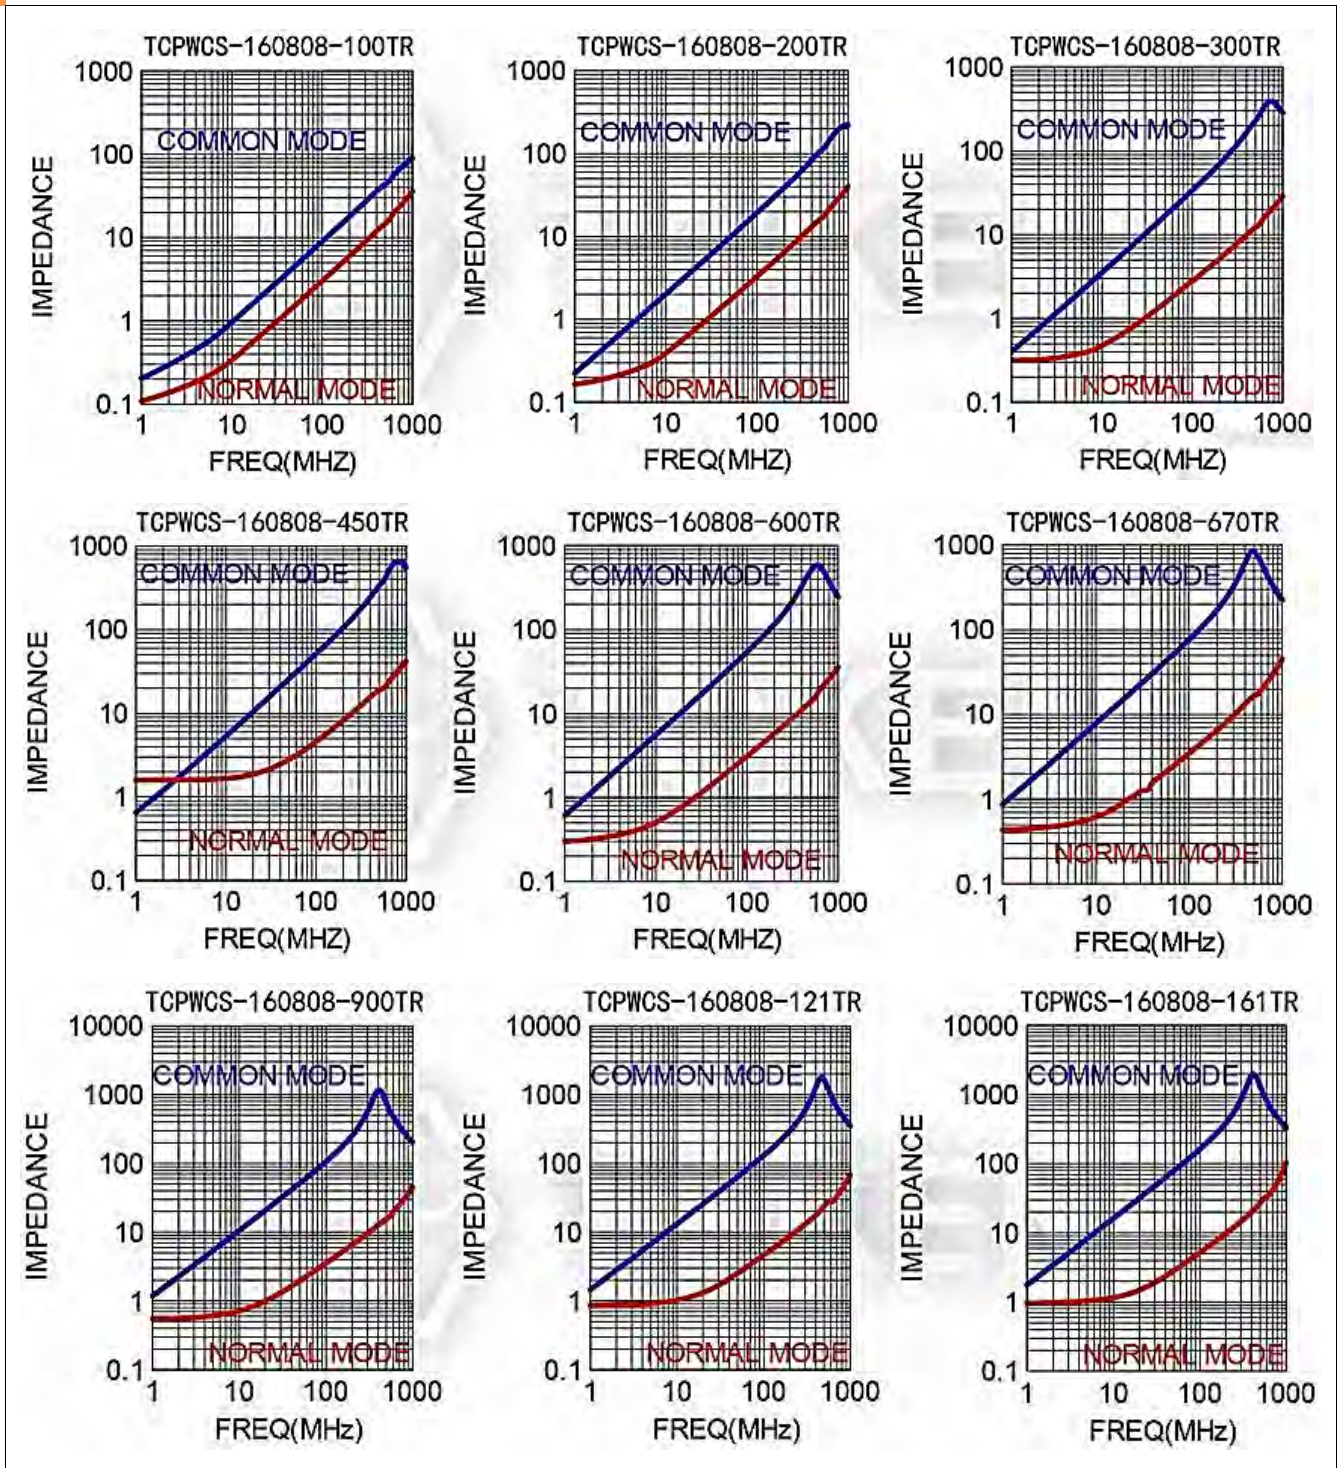 TCPWCS-160808-100TR
1000
COMMON MODE
100
IMPEDANCE
10
1
NORMAL MODE
0.1
1 10 100 1000
FREQ(MHZ)
TCPWCS-160808-200TR
1000
COMMON MODE
100
IMPEDANCE
10
1
NORMAL MODE
0.1
1 10 100 1000
FREQ(MHZ)
TCPWCS-160808-300TR
1000
COMMON MODE
100
IMPEDANCE
10
1
NORMAL MODE
0.1
1 10 100 1000
FREQ(MHZ)
TCPWCS-160808-450TR
1000
COMMON MODE
100
IMPEDANCE
10
1
NORMAL MODE
0.1
1 10 100 1000
FREQ(MHZ)
TCPWCS-160808-600TR
1000
COMMON MODE
100
IMPEDANCE
10
1
NORMAL MODE
0.1
1 10 100 1000
FREQ(MHZ)
TCPWCS-160808-670TR
1000
COMMON MODE
100
IMPEDANCE
10
1
NORMAL MODE
0.1
1 10 100 1000
FREQ(MHz)
TCPWCS-160808-900TR
10000
COMMON MODE
1000
100
IMPEDANCE
10
1
NORMAL MODE
0.1
1 10 100 1000
FREQ(MHz)
TCPWCS-160808-121TR
10000
COMMON MODE
1000
100
IMPEDANCE
10
1
NORMAL MODE
0.1
1 10 100 1000
FREQ(MHz)
TCPWCS-160808-161TR
10000
COMMON MODE
1000
100
IMPEDANCE
10
1
NORMAL MODE
0.1
1 10 100 1000
FREQ(MHz)